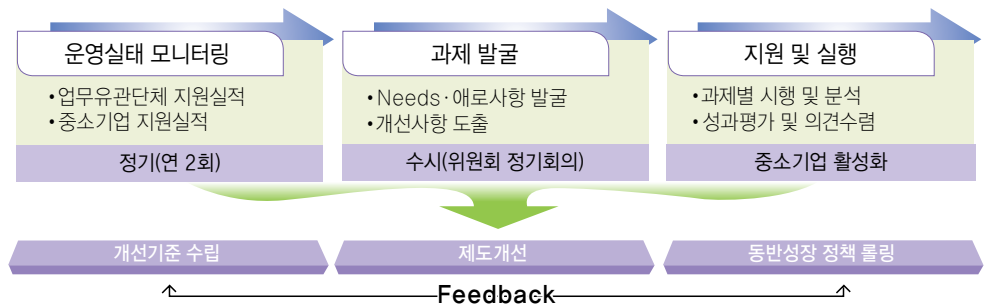 운영실태 모니터링
•업무유관단체 지원실적
•중소기업 지원실적
정기(연 2회)
과제 발굴
•Needs·애로사항 발굴
•개선사항 도출
수시(위원회 정기회의)
지원 및 실행
•과제별 시행 및 분석
•성과평가 및 의견수렴
중소기업 활성화
개선기준 수립
제도개선
동반성장 정책 롤링
Feedback